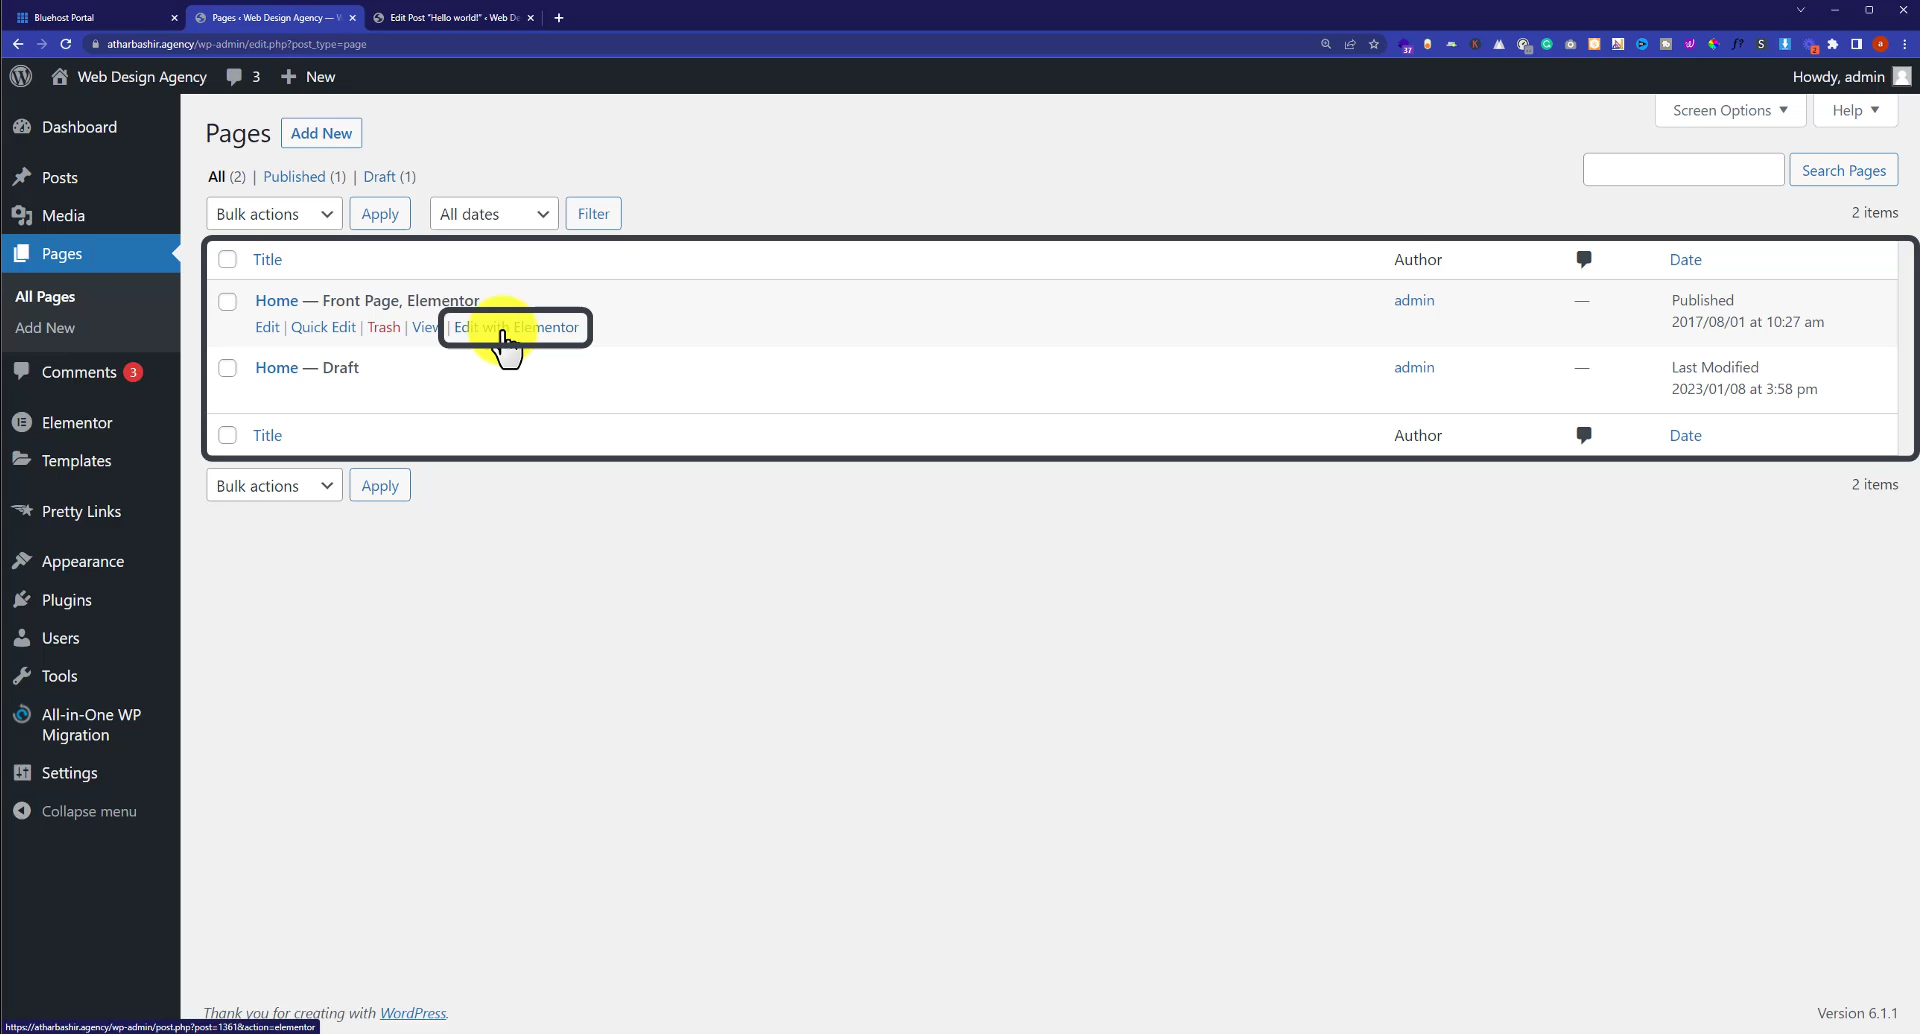 Bluehost Portal
Pages ‹ Web Design Agency —
Edit Post "Hello world!" ‹ Web De
atharbashir.agency/wp-admin/edit.php?post_type=page
Web Design Agency 3 New
Howdy, admin
Dashboard
Posts
Media
Pages
All Pages
Add New
Comments 3
Elementor
Templates
Pretty Links
Appearance
Plugins
Users
Tools
All-in-One WP
Migration
Settings
Collapse menu
Screen Options
Help
Pages
Add New
All (2) | Published (1) | Draft (1)
Search Pages
Bulk actions
Apply
All dates
Filter
2 items
Title
Author
Date
Home — Front Page, Elementor
Edit | Quick Edit | Trash | View | Edit with Elementor
admin
—
Published
2017/08/01 at 10:27 am
Home — Draft
admin
—
Last Modified
2023/01/08 at 3:58 pm
Title
Author
Date
Bulk actions
Apply
2 items
Thank you for creating with WordPress.
Version 6.1.1
https://atharbashir.agency/wp-admin/post.php?post=1361&action=elementor